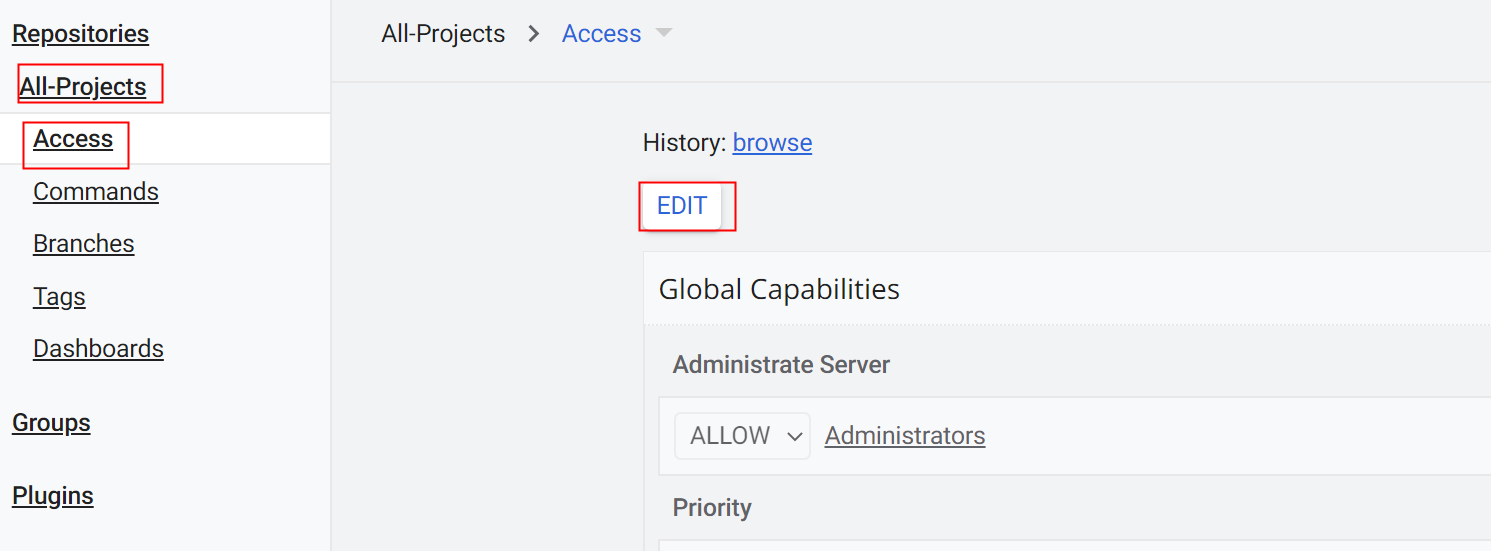 Repositories
All-Projects
Access
Commands
Branches
Tags
Dashboards
Groups
Plugins
All-Projects > Access
History: browse
EDIT
Global Capabilities
Administrate Server
ALLOW Administrators
Priority